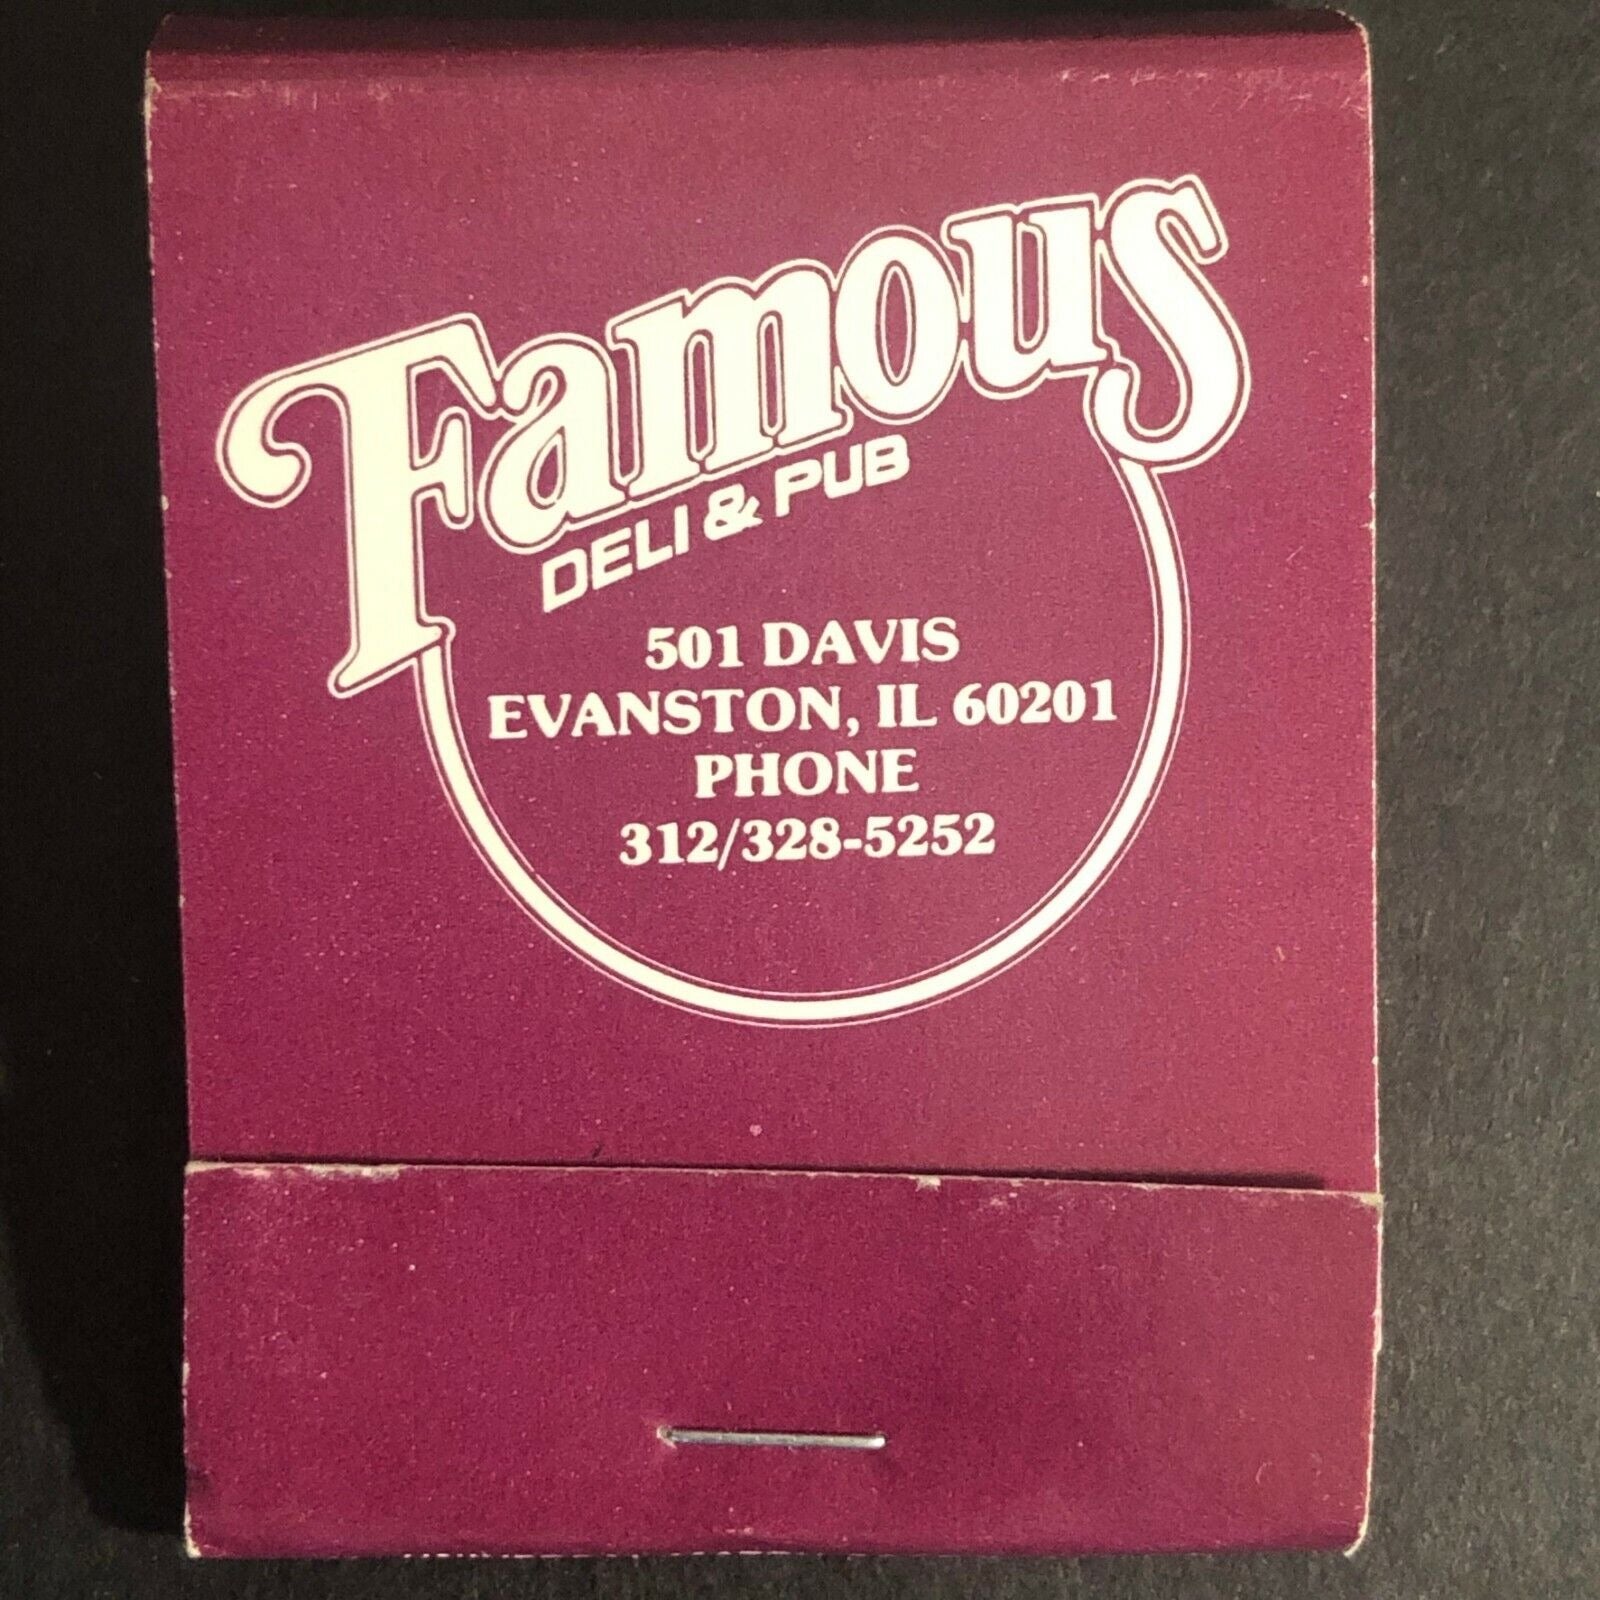 Famous
DELI & PUB
501 DAVIS
EVANSTON, IL 60201
PHONE
312/328-5252